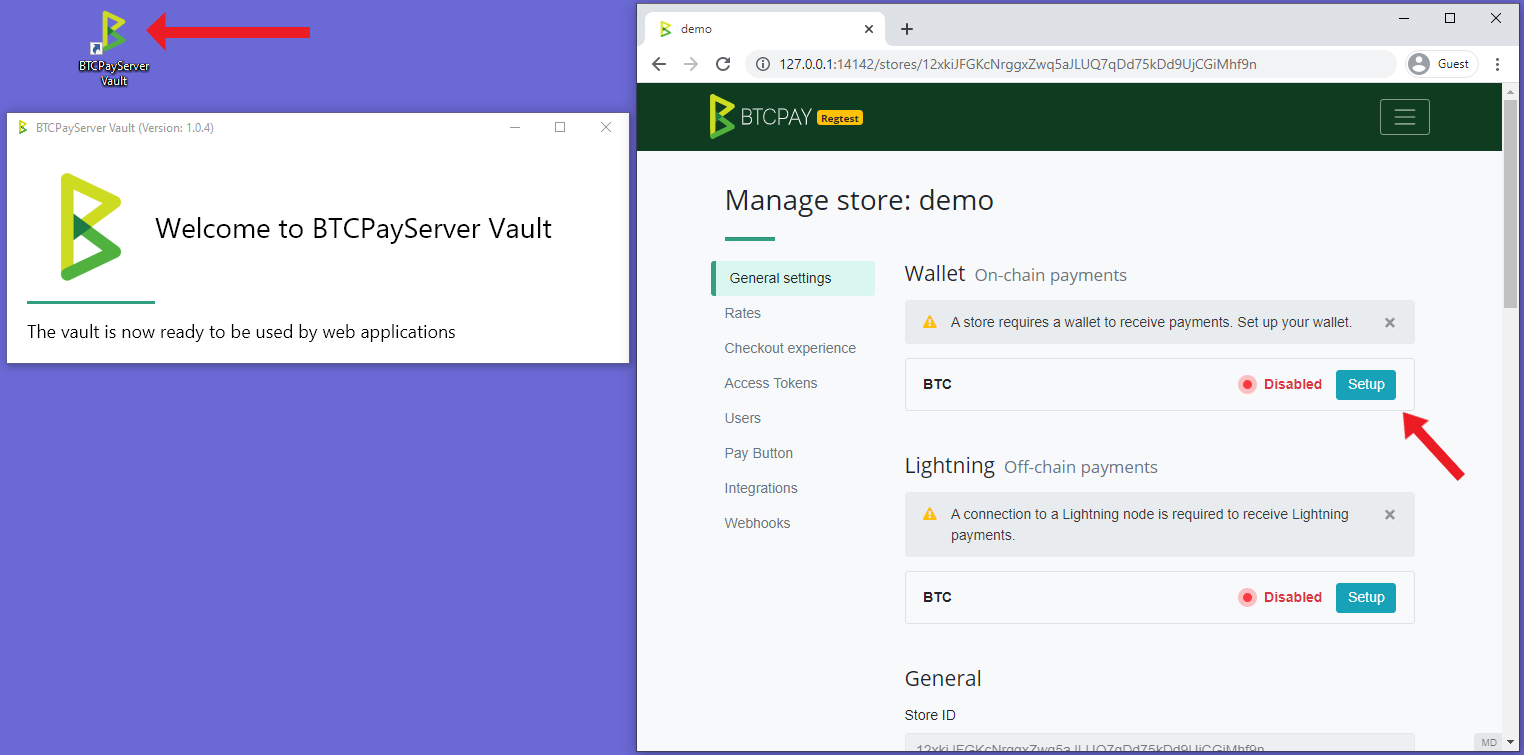 BTCPayServer
Vault
BTCPayServer Vault (Version: 1.0.4)
Welcome to BTCPayServer Vault
The vault is now ready to be used by web applications
demo
127.0.0.1:14142/stores/12xkiJFGKcNrggxZwq5aJLUQ7qDd75kDd9UjCGiMhf9n
Guest
BTCPAY Regtest
Manage store: demo
General settings
Rates
Checkout experience
Access Tokens
Users
Pay Button
Integrations
Webhooks
Wallet On-chain payments
A store requires a wallet to receive payments. Set up your wallet.
BTC Disabled Setup
Lightning Off-chain payments
A connection to a Lightning node is required to receive Lightning
payments.
BTC Disabled Setup
General
Store ID
12xkiJFGKcNrggxZwq5aJLUQ7qDd75kDd9UjCGiMhf9n
MD